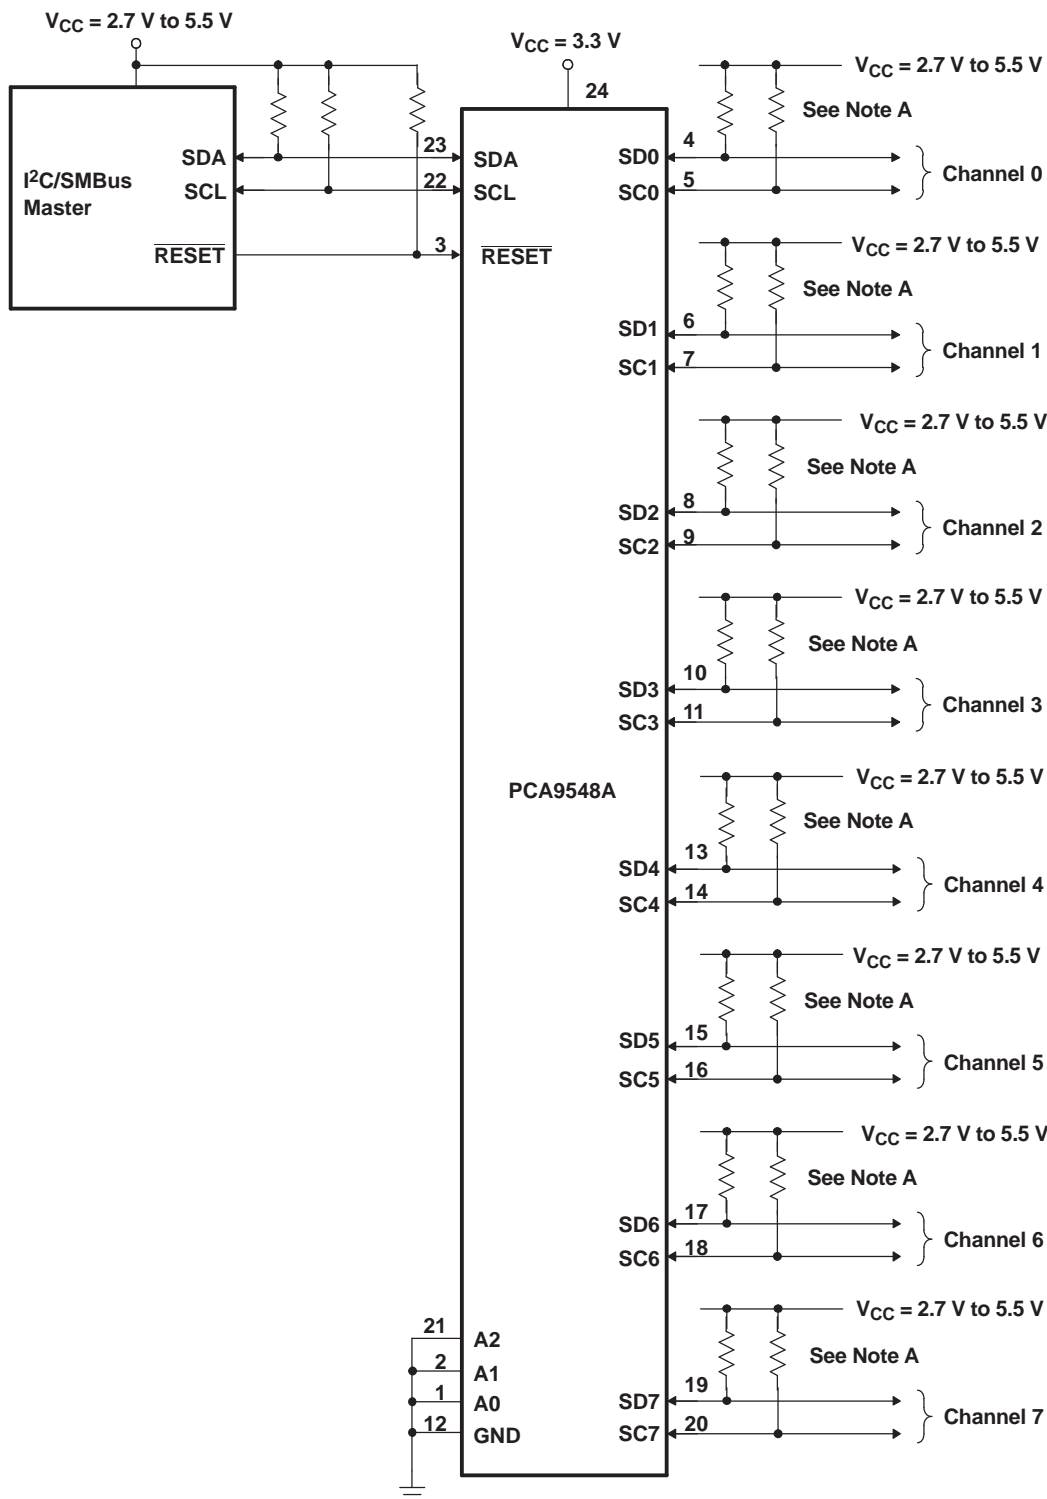 VCC = 2.7 V to 5.5 V
VCC = 3.3 V
24
I2C/SMBus
Master
SDA
SCL
RESET
23
22
3
SDA
SCL
RESET
PCA9548A
21
2
1
12
A2
A1
A0
GND
VCC = 2.7 V to 5.5 V
See Note A
SD0
4
SC0
5
Channel 0
VCC = 2.7 V to 5.5 V
See Note A
SD1
6
SC1
7
Channel 1
VCC = 2.7 V to 5.5 V
See Note A
SD2
8
SC2
9
Channel 2
VCC = 2.7 V to 5.5 V
See Note A
SD3
10
SC3
11
Channel 3
VCC = 2.7 V to 5.5 V
See Note A
SD4
13
SC4
14
Channel 4
VCC = 2.7 V to 5.5 V
See Note A
SD5
15
SC5
16
Channel 5
VCC = 2.7 V to 5.5 V
See Note A
SD6
17
SC6
18
Channel 6
VCC = 2.7 V to 5.5 V
See Note A
SD7
19
SC7
20
Channel 7